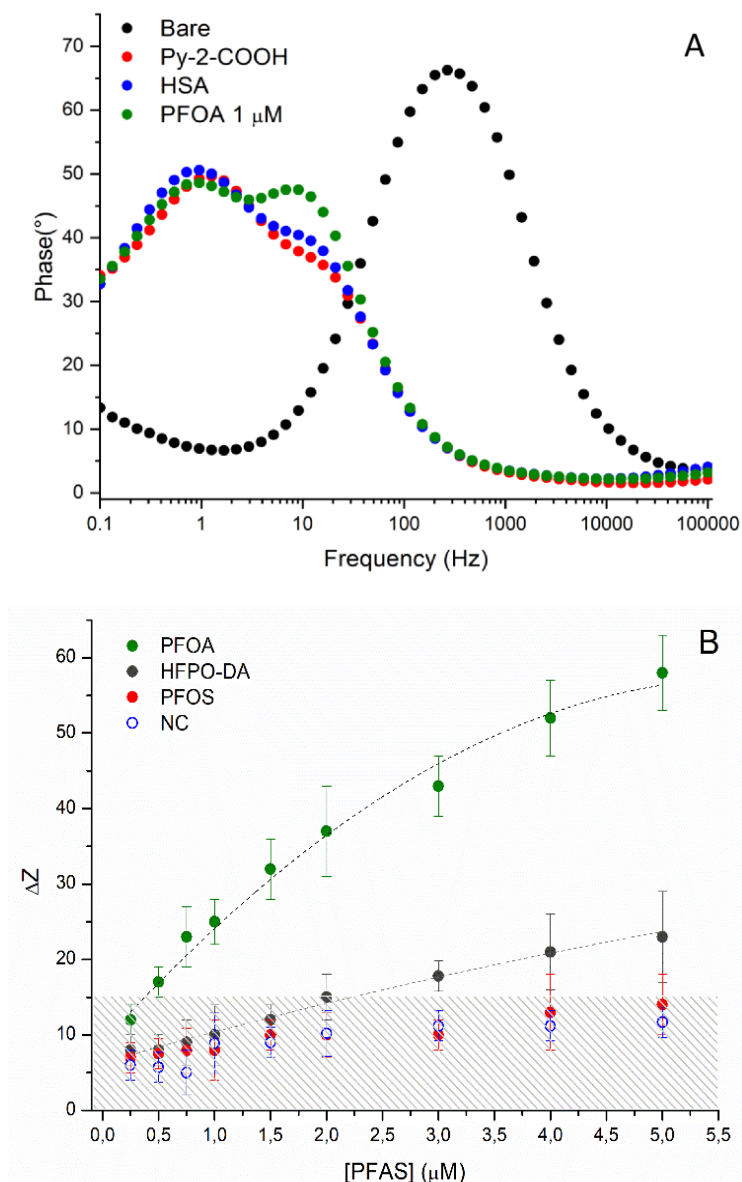 A
Bare
Py-2-COOH
HSA
PFOA 1 μM
Phase(°)
70
60
50
40
30
20
10
0
0.1 1 10 100 1000 10000 100000
Frequency (Hz)
B
PFOA
HFPO-DA
PFOS
NC
ΔZ
60
50
40
30
20
10
0
0,0 0,5 1,0 1,5 2,0 2,5 3,0 3,5 4,0 4,5 5,0 5,5
[PFAS] (μM)